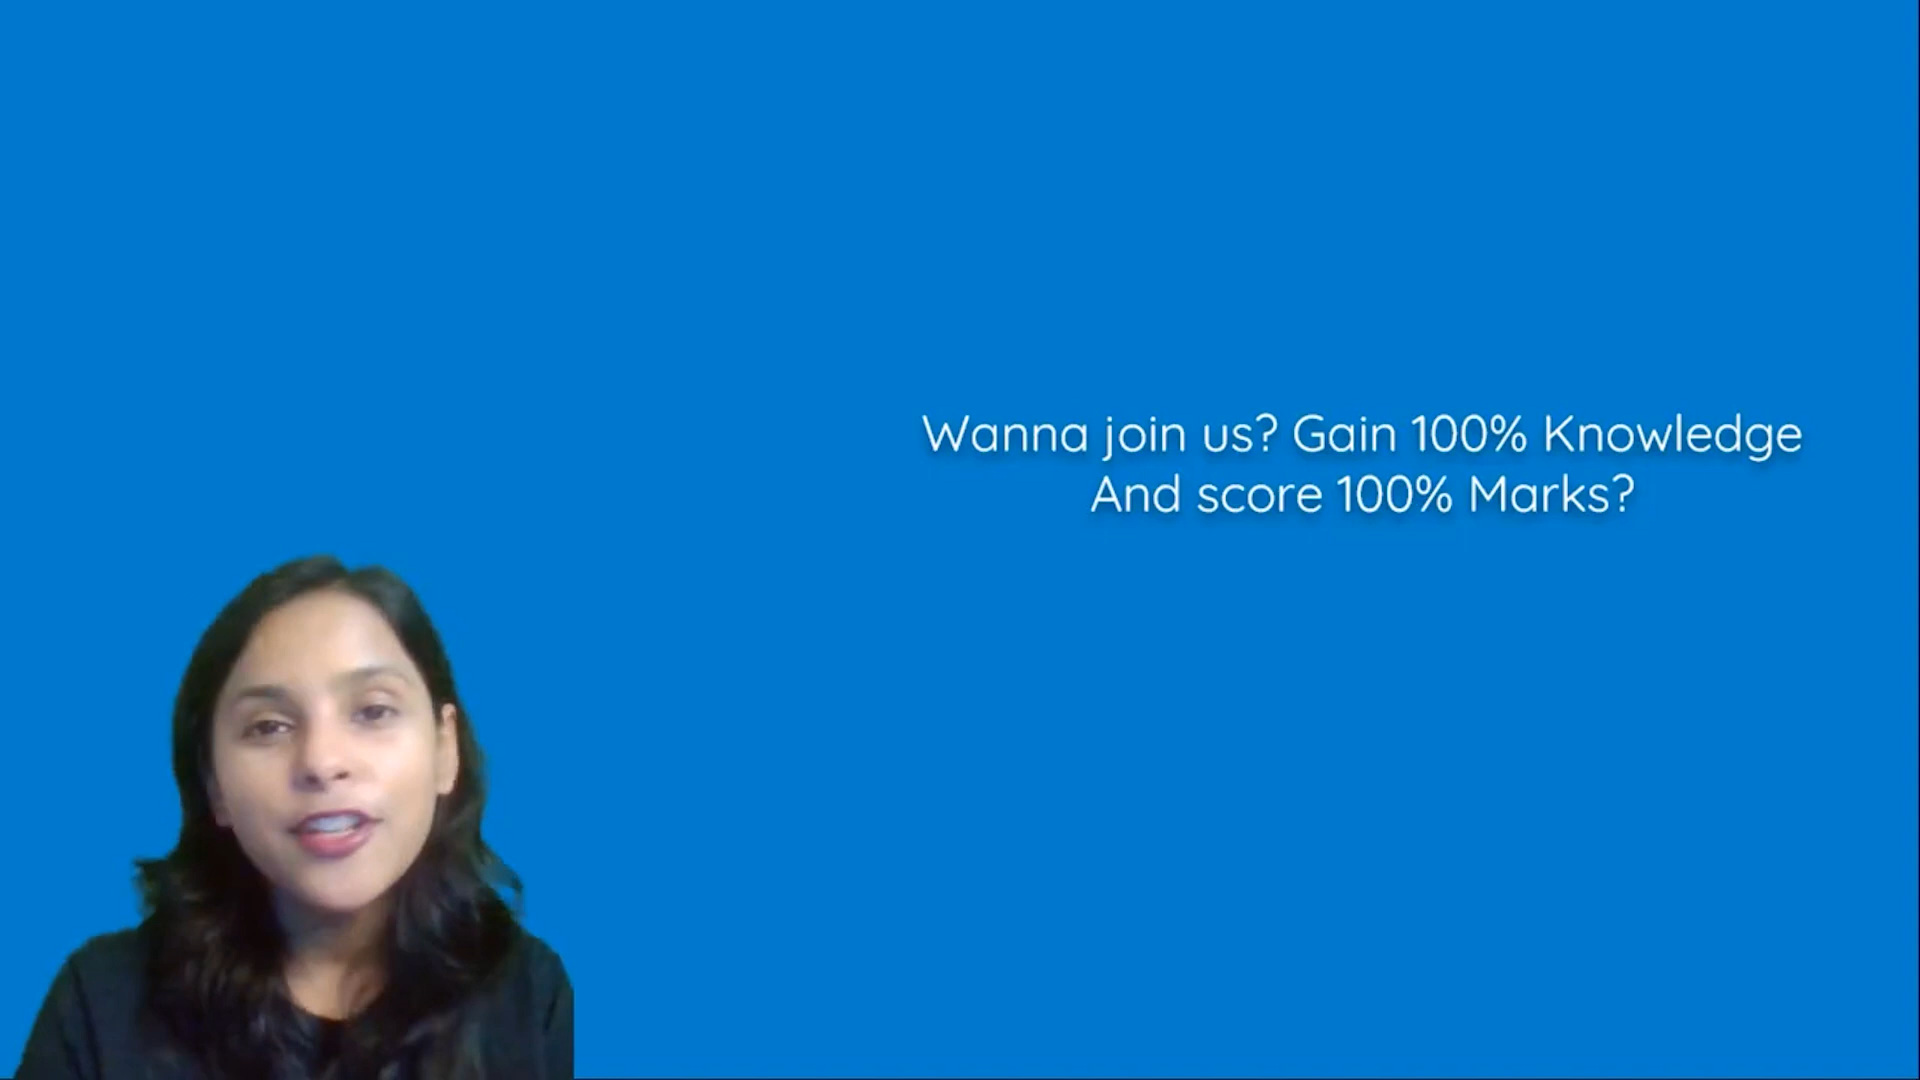 Wanna join us? Gain 100% Knowledge
And score 100% Marks?